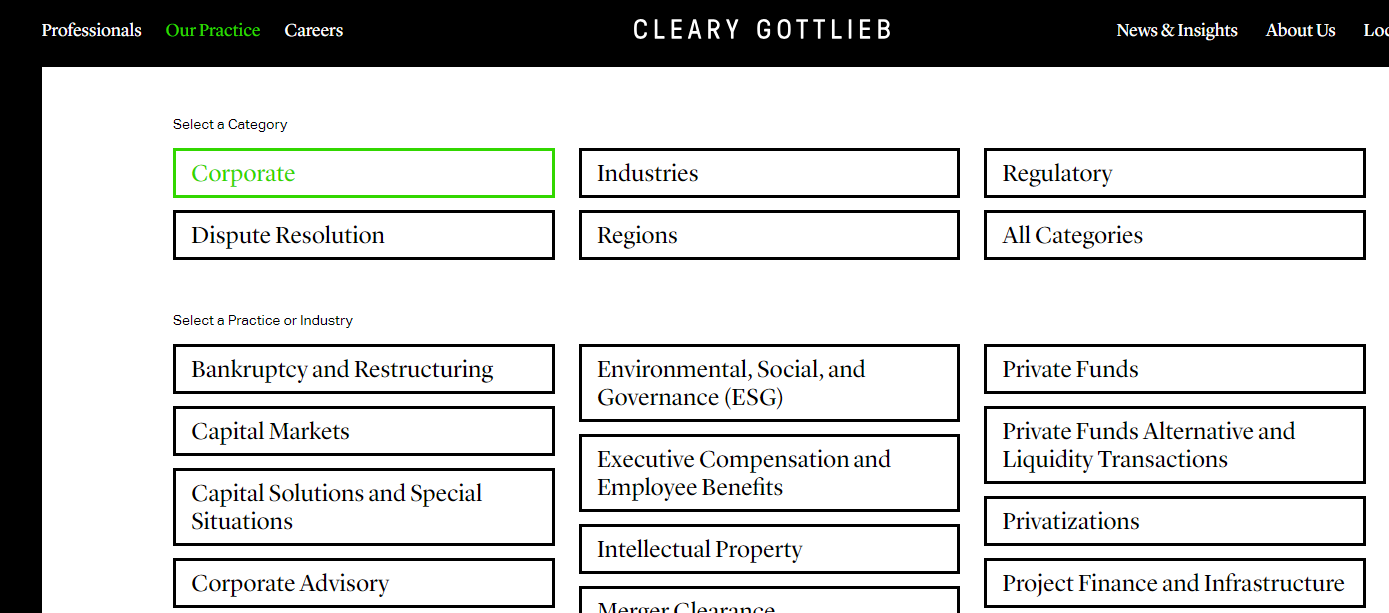 Professionals Our Practice Careers CLEARY GOTTLIEB News & Insights About Us
Select a Category
Corporate
Industries
Regulatory
Dispute Resolution
Regions
All Categories
Select a Practice or Industry
Bankruptcy and Restructuring
Capital Markets
Capital Solutions and Special
Situations
Corporate Advisory
Environmental, Social, and
Governance (ESG)
Executive Compensation and
Employee Benefits
Intellectual Property
Merger Clearance
Private Funds
Private Funds Alternative and
Liquidity Transactions
Privatizations
Project Finance and Infrastructure